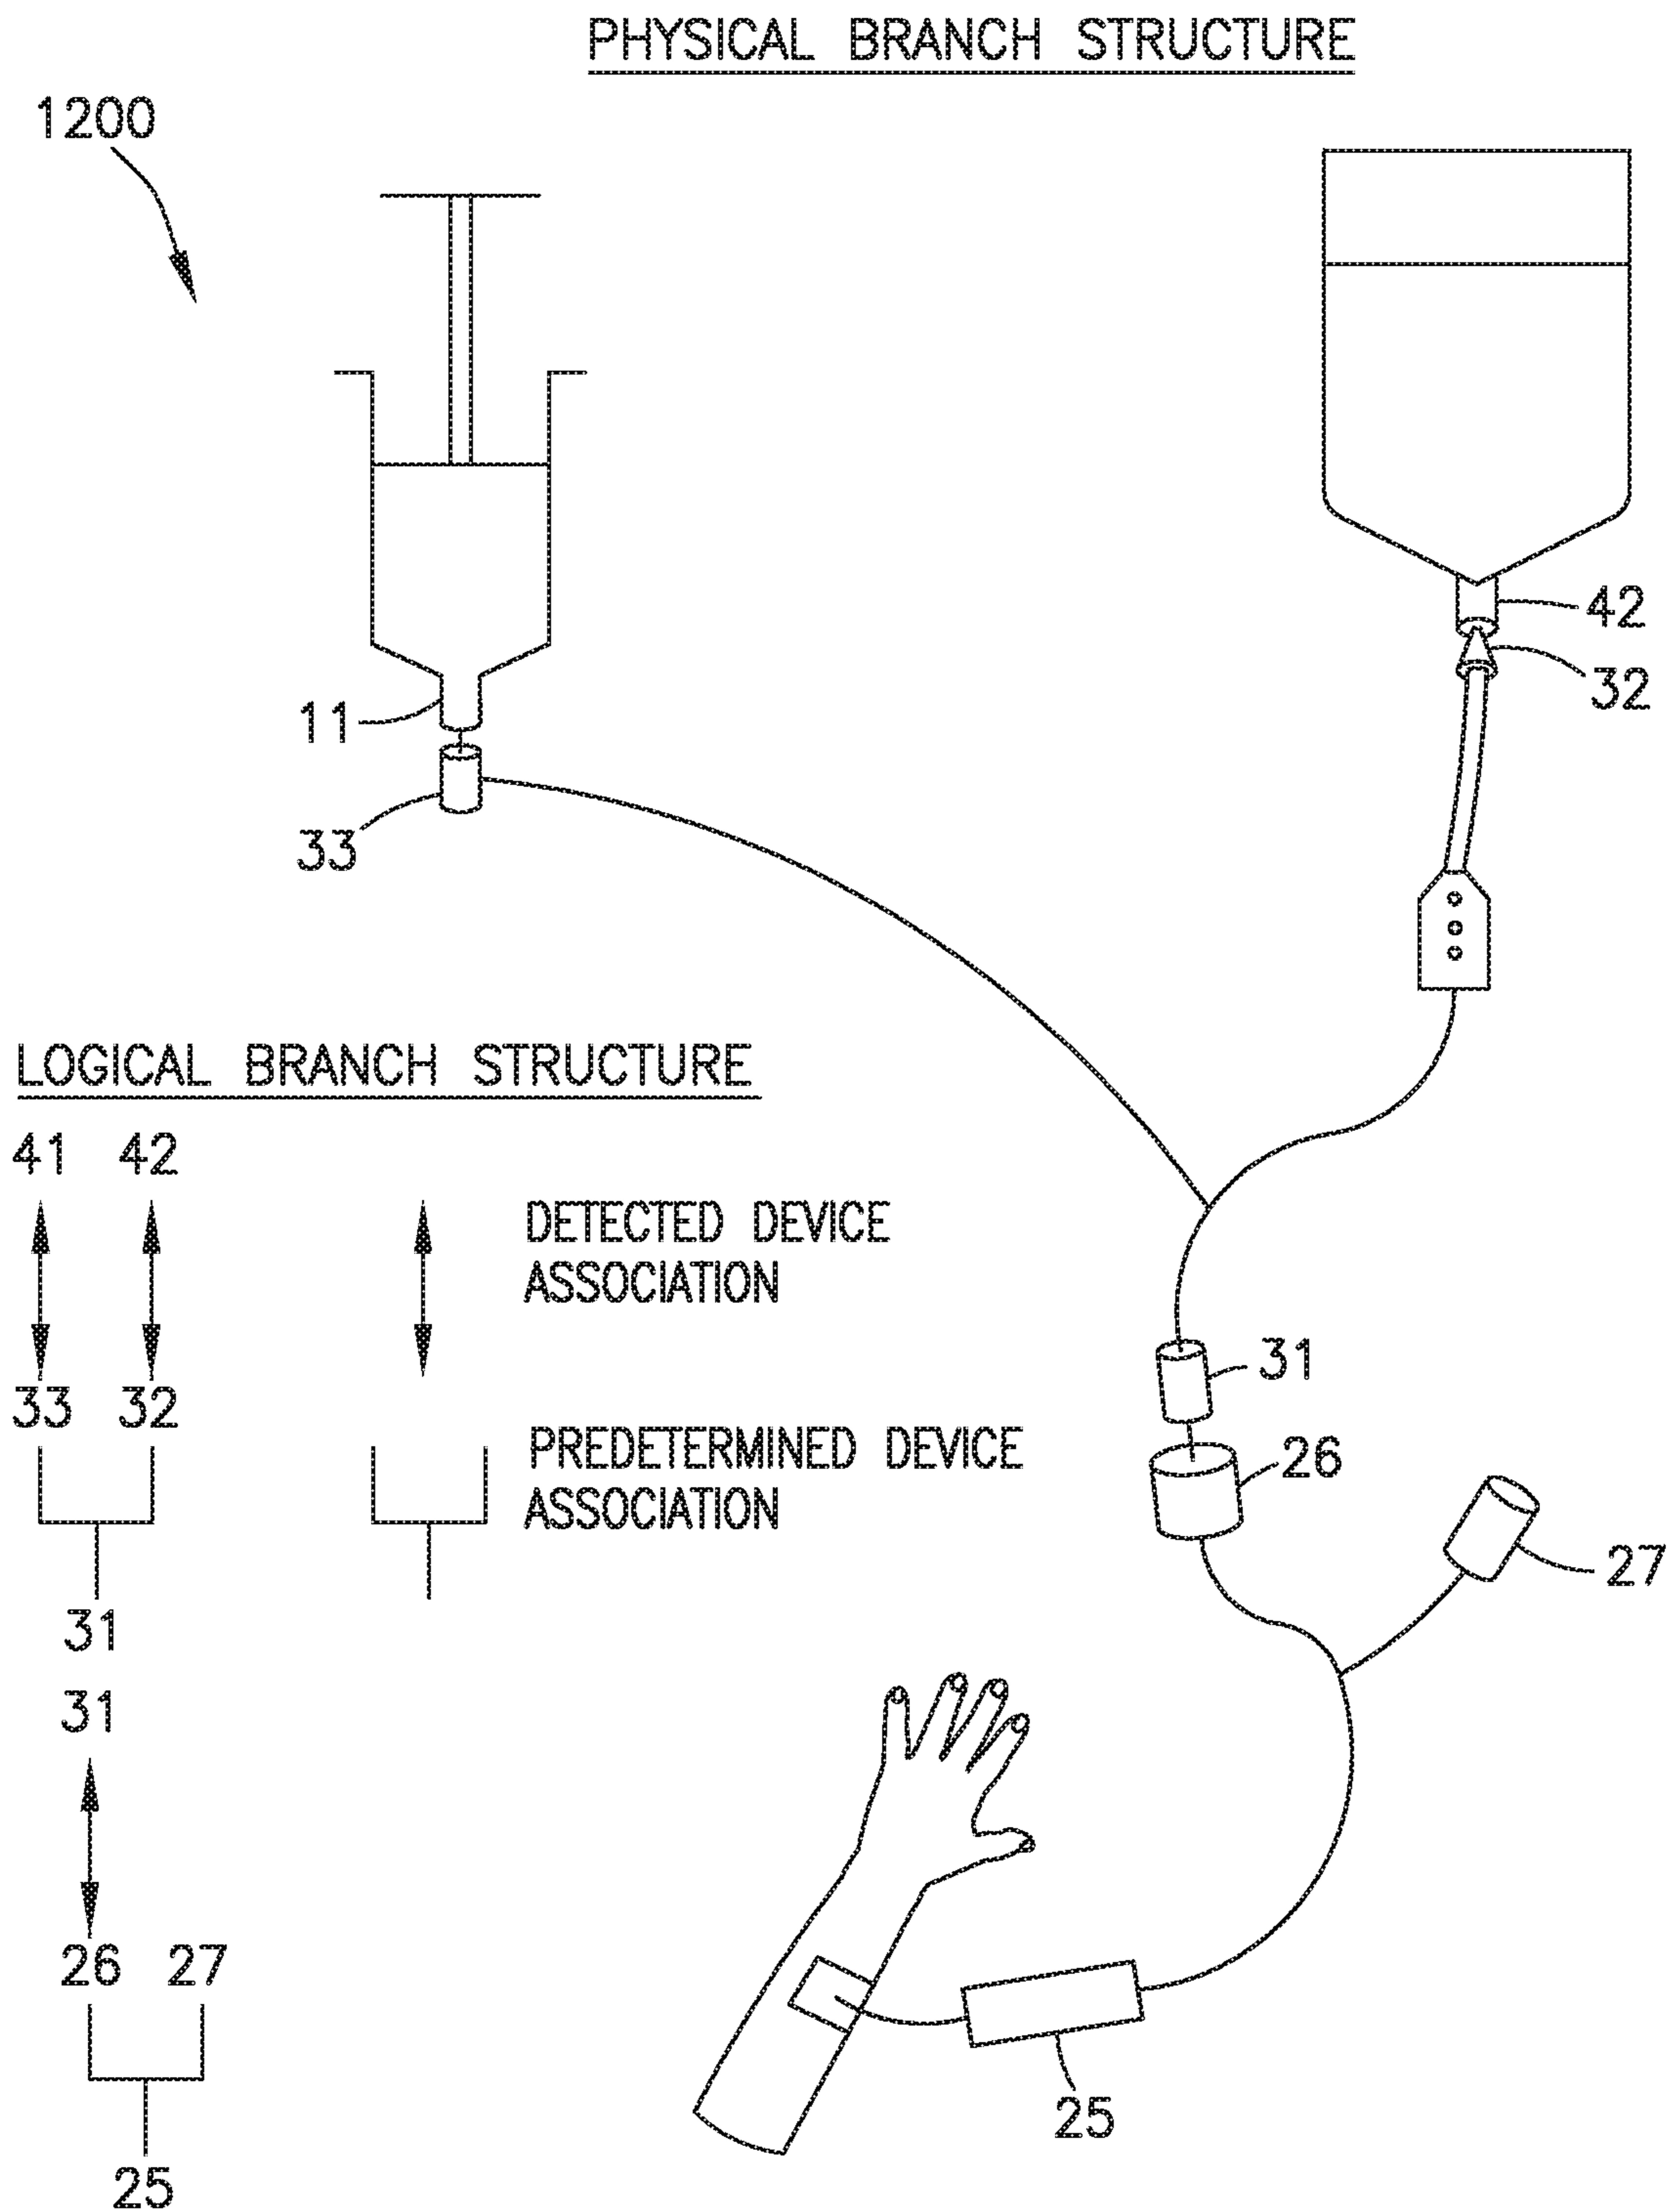 PHYSICAL BRANCH STRUCTURE
1200
42
32
11
33
LOGICAL BRANCH STRUCTURE
41 42
DETECTED DEVICE
ASSOCIATION
33 32
PREDETERMINED DEVICE
ASSOCIATION
31
31
26 27
25
31
26
27
25